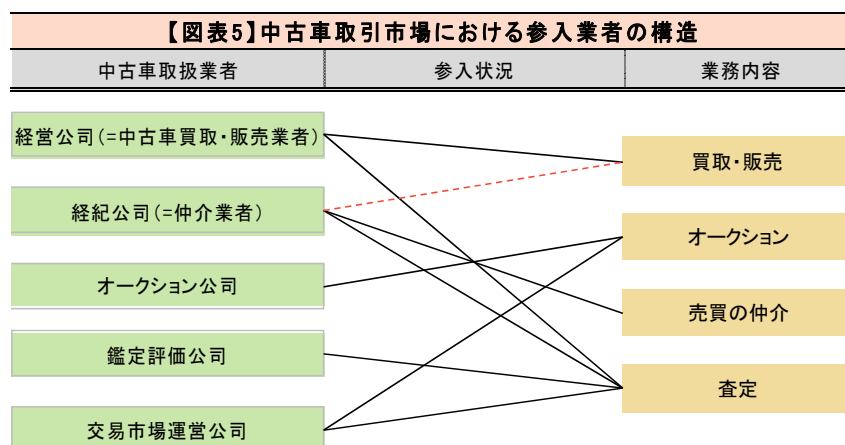 【図表5】中古車取引市場における参入業者の構造
中古車取扱業者 参入状況 業務内容
経営公司(=中古車買取・販売業者)
買取・販売
経紀公司(=仲介業者)
オークション
オークション公司
売買の仲介
鑑定評価公司
査定
交易市場運営公司